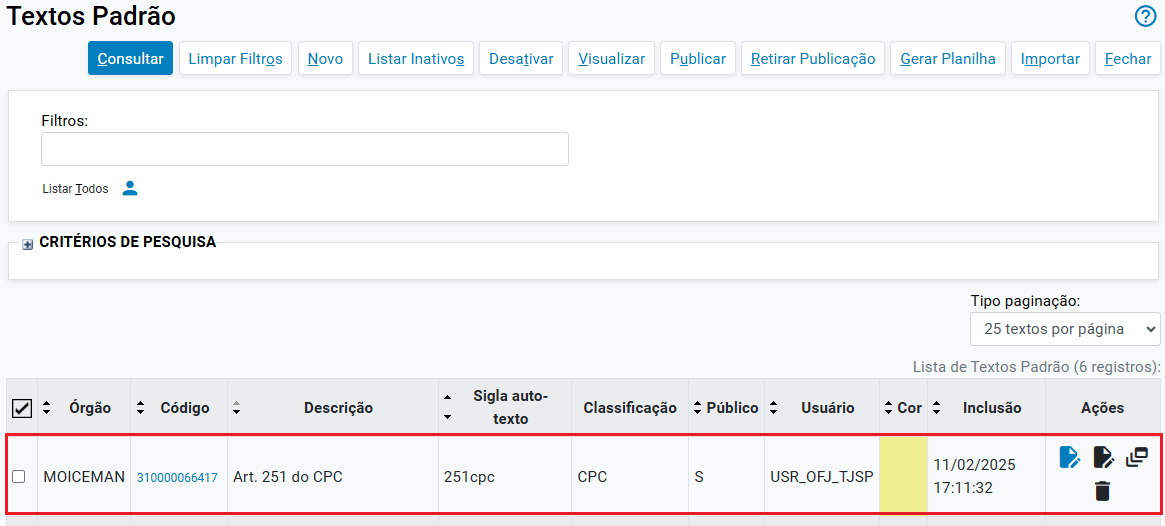 Textos Padrão
Consultar Limpar Filtros Novo Listar Inativos Desativar Visualizar Publicar Retirar Publicação Gerar Planilha Importar Fechar
Filtros:
Listar Todos
CRITÉRIOS DE PESQUISA
Tipo paginação:
25 textos por página
Lista de Textos Padrão (6 registros):
Órgão Código Descrição Sigla auto-texto Classificação Público Usuário Cor Inclusão Ações
MOICEMAN 310000066417 Art. 251 do CPC 251cpc CPC S USR_OFJ_TJSP 11/02/2025 17:11:32